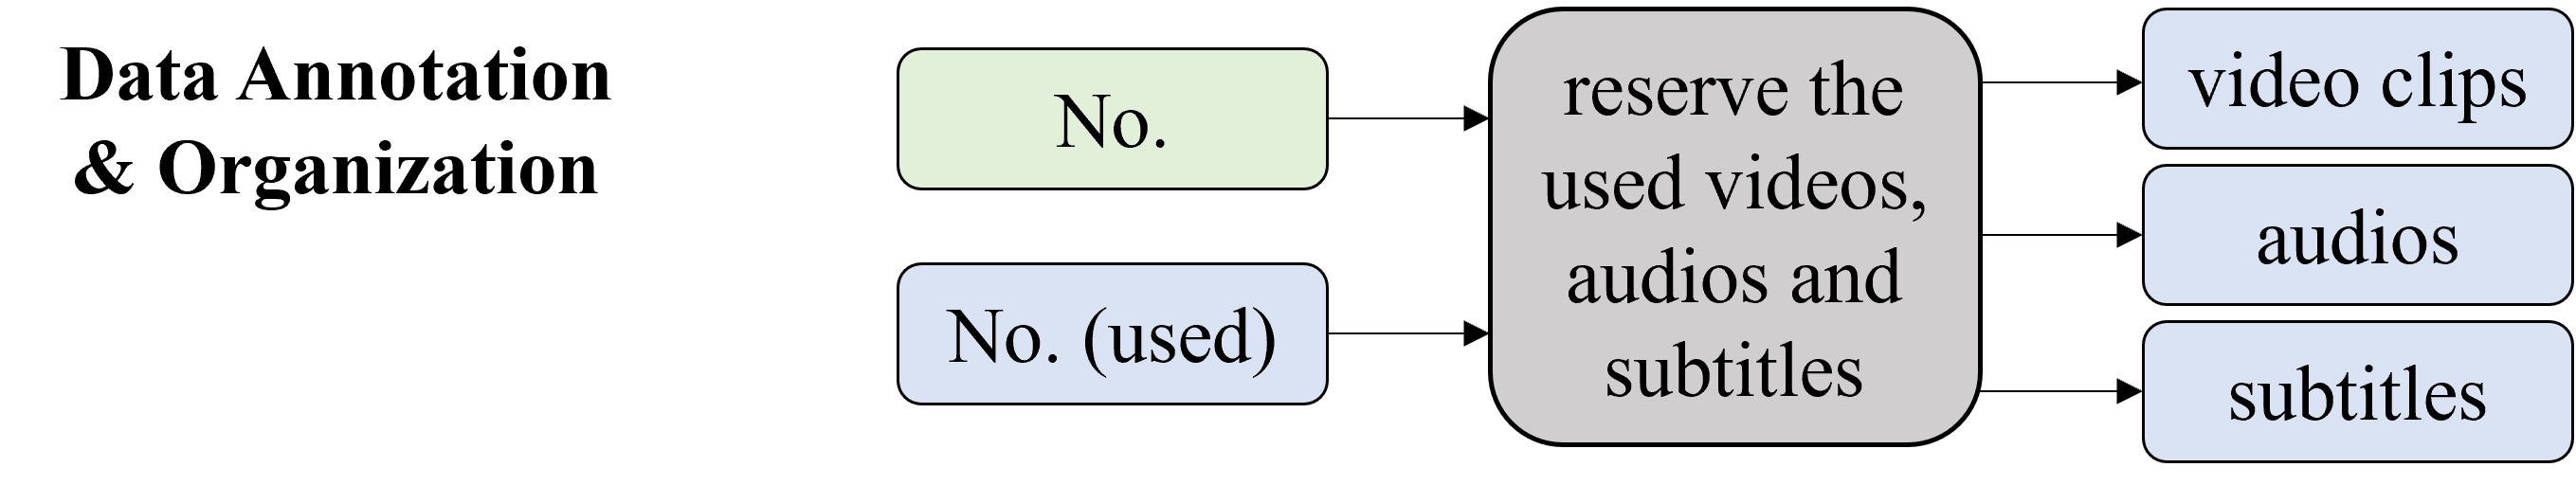 Data Annotation
& Organization
No.
No. (used)
reserve the
used videos,
audios and
subtitles
video clips
audios
subtitles